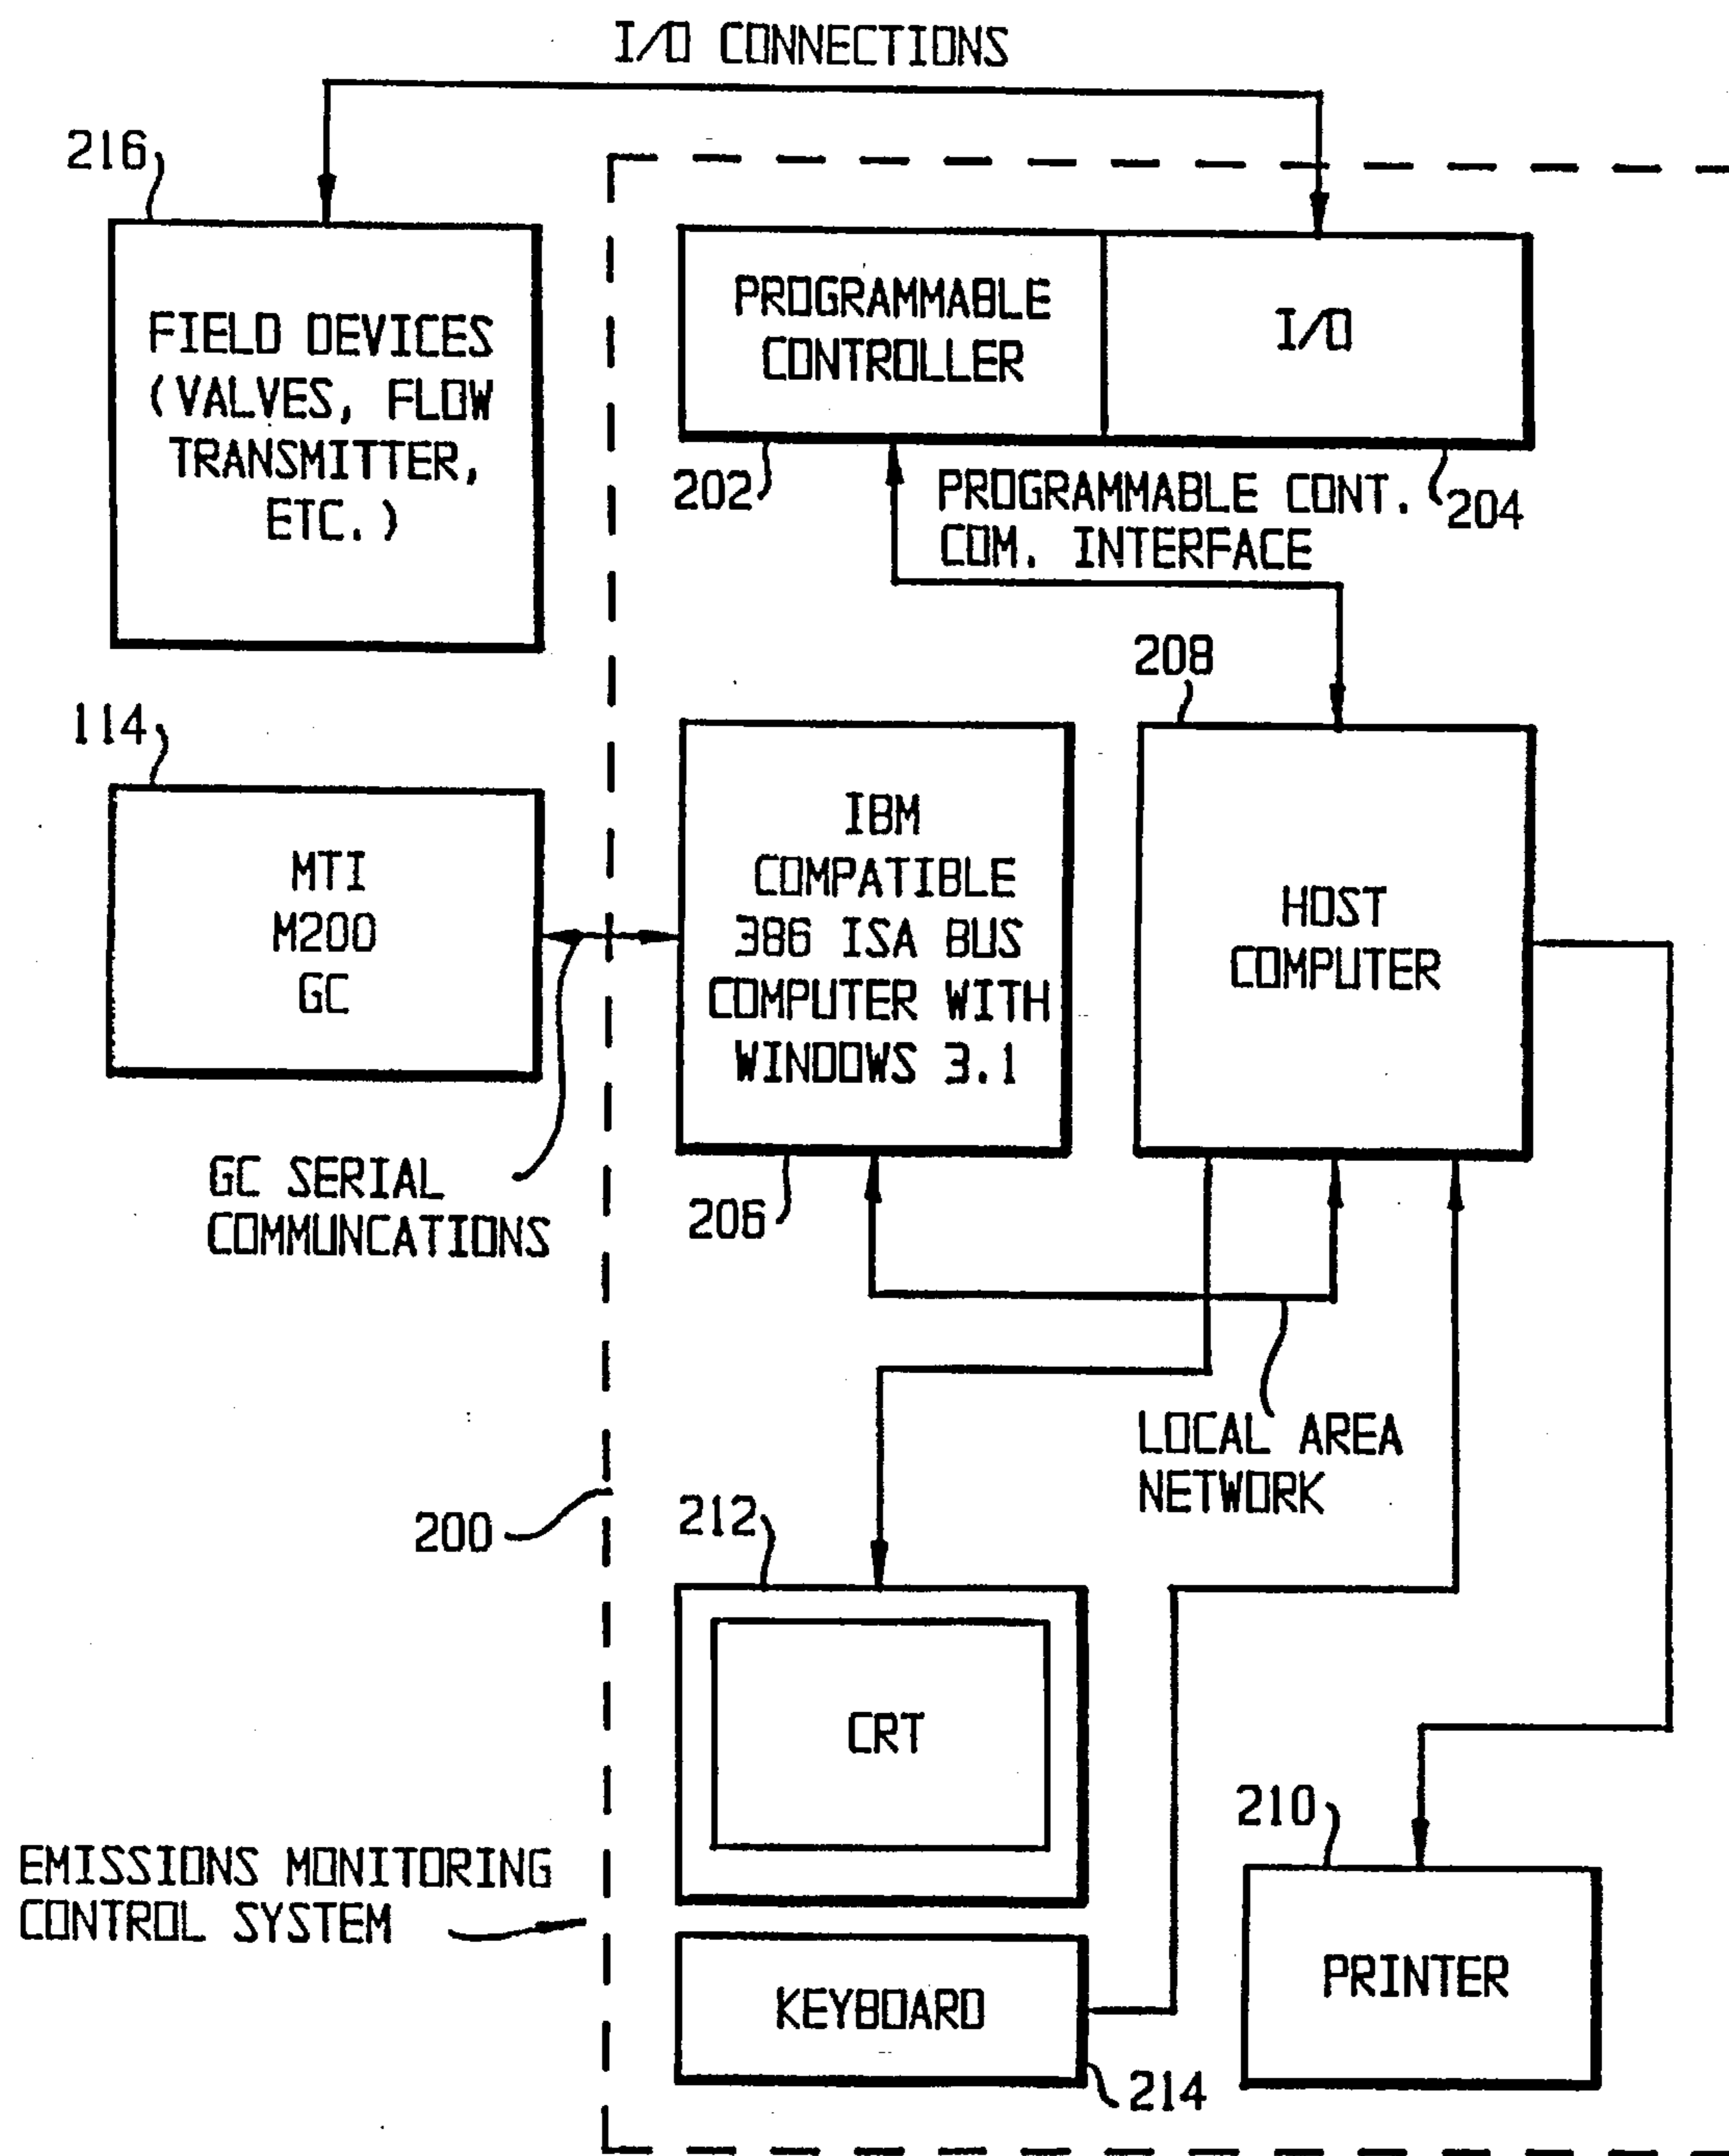 I/O CONNECTIONS
216
FIELD DEVICES
(VALVES, FLOW
TRANSMITTER,
ETC.)
PROGRAMMABLE
CONTROLLER
I/O
202
PROGRAMMABLE CONT.
COM. INTERFACE
204
208
114
MTI
M200
GC
IBM
COMPATIBLE
386 ISA BUS
COMPUTER WITH
WINDOWS 3.1
HOST
COMPUTER
GC SERIAL
COMMUNCATIONS
206
LOCAL AREA
NETWORK
200
212
CRT
210
EMISSIONS MONITORING
CONTROL SYSTEM
KEYBOARD
PRINTER
214